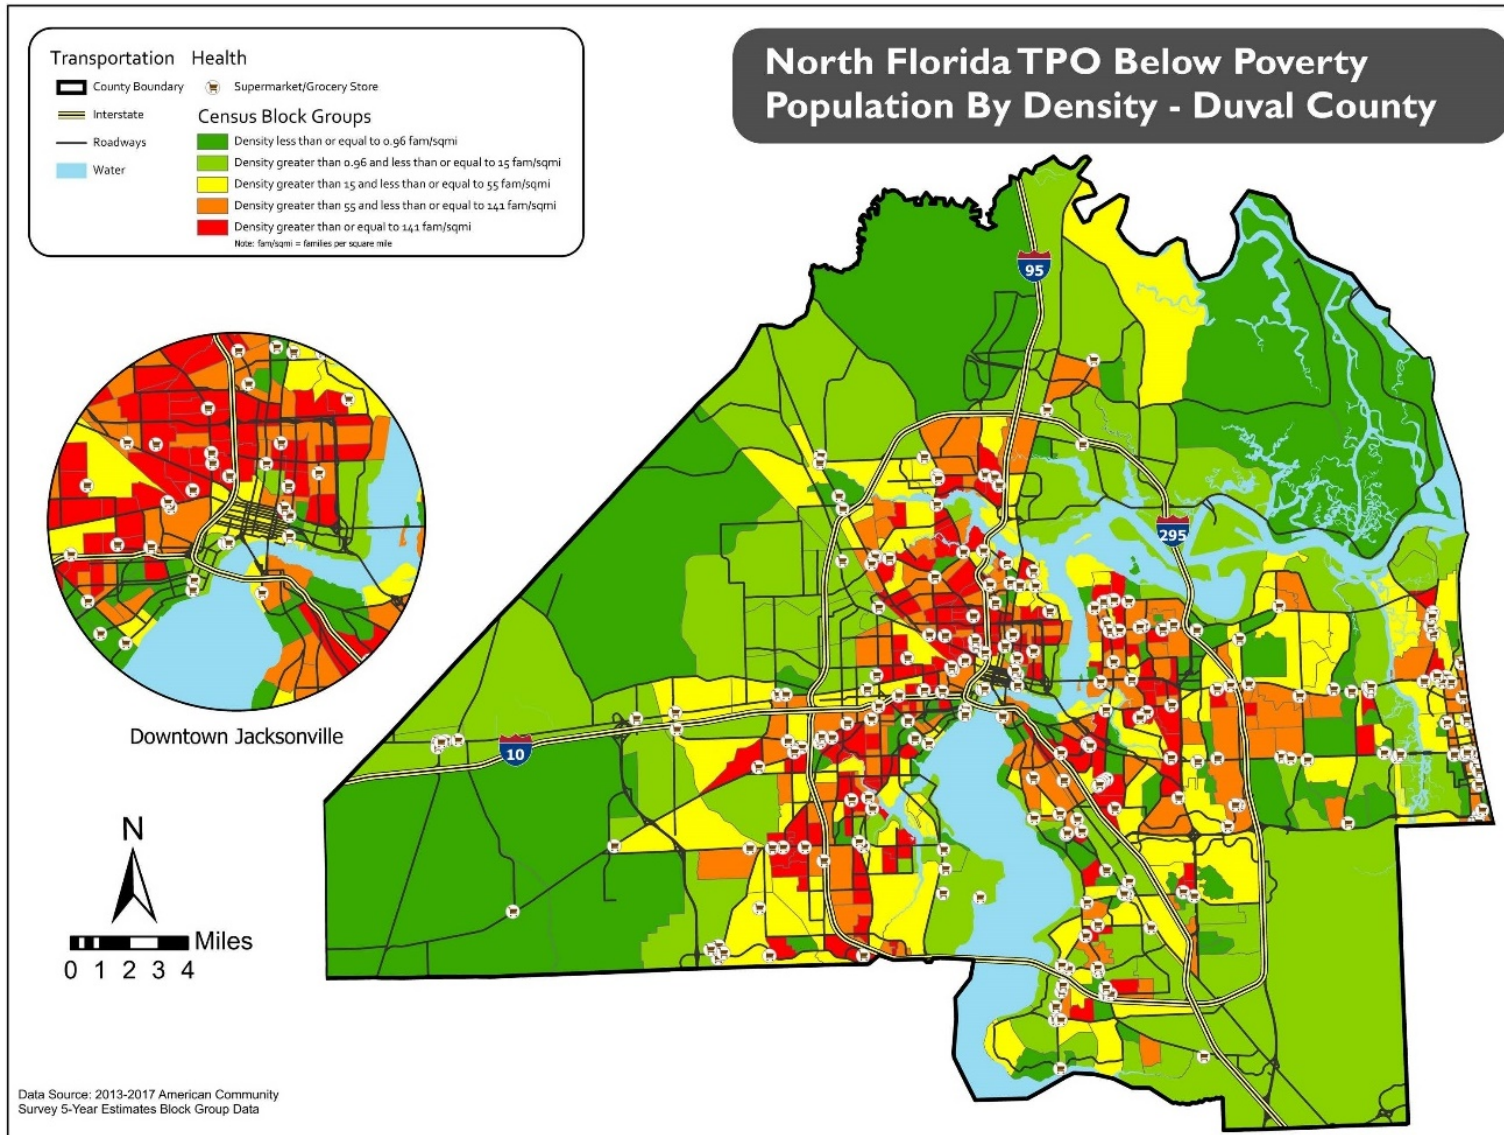 North Florida TPO Below Poverty
Population By Density - Duval County
Transportation
County Boundary
Interstate
Roadways
Water
Health
Supermarket/Grocery Store
Census Block Groups
Density less than or equal to 0.96 fam/sqmi
Density greater than 0.96 and less than or equal to 15 fam/sqmi
Density greater than 15 and less than or equal to 55 fam/sqmi
Density greater than 55 and less than or equal to 141 fam/sqmi
Density greater than or equal to 141 fam/sqmi
Note: fam/sqmi = families per square mile
95
295
10
Downtown Jacksonville
N
Miles
0 1 2 3 4
Data Source: 2013-2017 American Community
Survey 5-Year Estimates Block Group Data